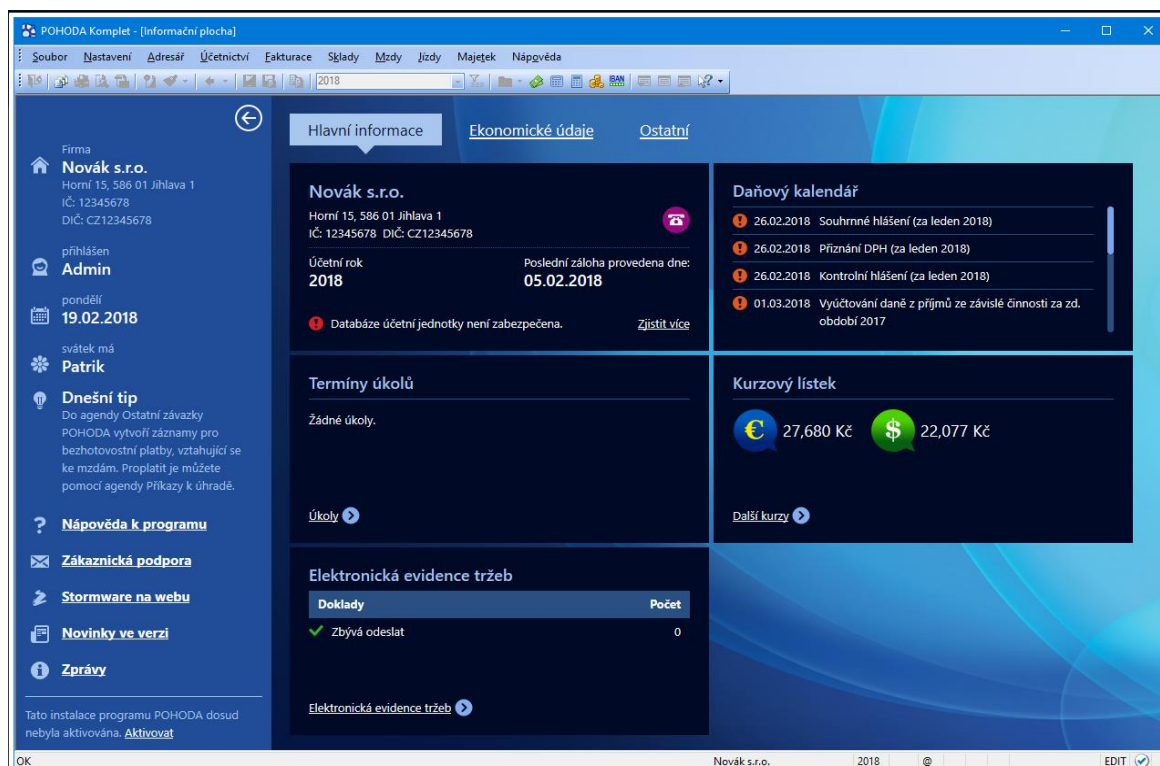 POHODA Komplet - [Informační plocha]
Soubor Nastavení Adresář Účetnictví Fakturace Sklady Mzdy Jízdy Majetek Nápověda
2018
IBAN
Firma
Novák s.r.o.
Horní 15, 586 01 Jihlava 1
IČ: 12345678
DIČ: CZ12345678
přihlášen
Admin
pondělí
19.02.2018
svátek má
Patrik
Dnešní tip
Do agendy Ostatní závazky
POHODA vytvoří záznamy pro
bezhotovostní platby, vztahující se
ke mzdám. Proplatit je můžete
pomocí agendy Příkazy k úhradě.
Nápověda k programu
Zákaznická podpora
Stormware na webu
Novinky ve verzi
Zprávy
Tato instalace programu POHODA dosud
nebyla aktivována. Aktivovat
Hlavní informace Ekonomické údaje Ostatní
Novák s.r.o.
Horní 15, 586 01 Jihlava 1
IČ: 12345678 DIČ: CZ12345678
Účetní rok Poslední záloha provedena dne:
2018 05.02.2018
Databáze účetní jednotky není zabezpečena. Zjistit více
Daňový kalendář
26.02.2018 Souhrnné hlášení (za leden 2018)
26.02.2018 Přiznání DPH (za leden 2018)
26.02.2018 Kontrolní hlášení (za leden 2018)
01.03.2018 Vyúčtování daně z příjmů ze závislé činnosti za zd.
období 2017
Termíny úkolů
Žádné úkoly.
Úkoly
Kurzový lístek
€ 27,680 Kč $ 22,077 Kč
Další kurzy
Elektronická evidence tržeb
Doklady Počet
Zbývá odeslat 0
Elektronická evidence tržeb
OK Novák s.r.o. 2018 @ EDIT